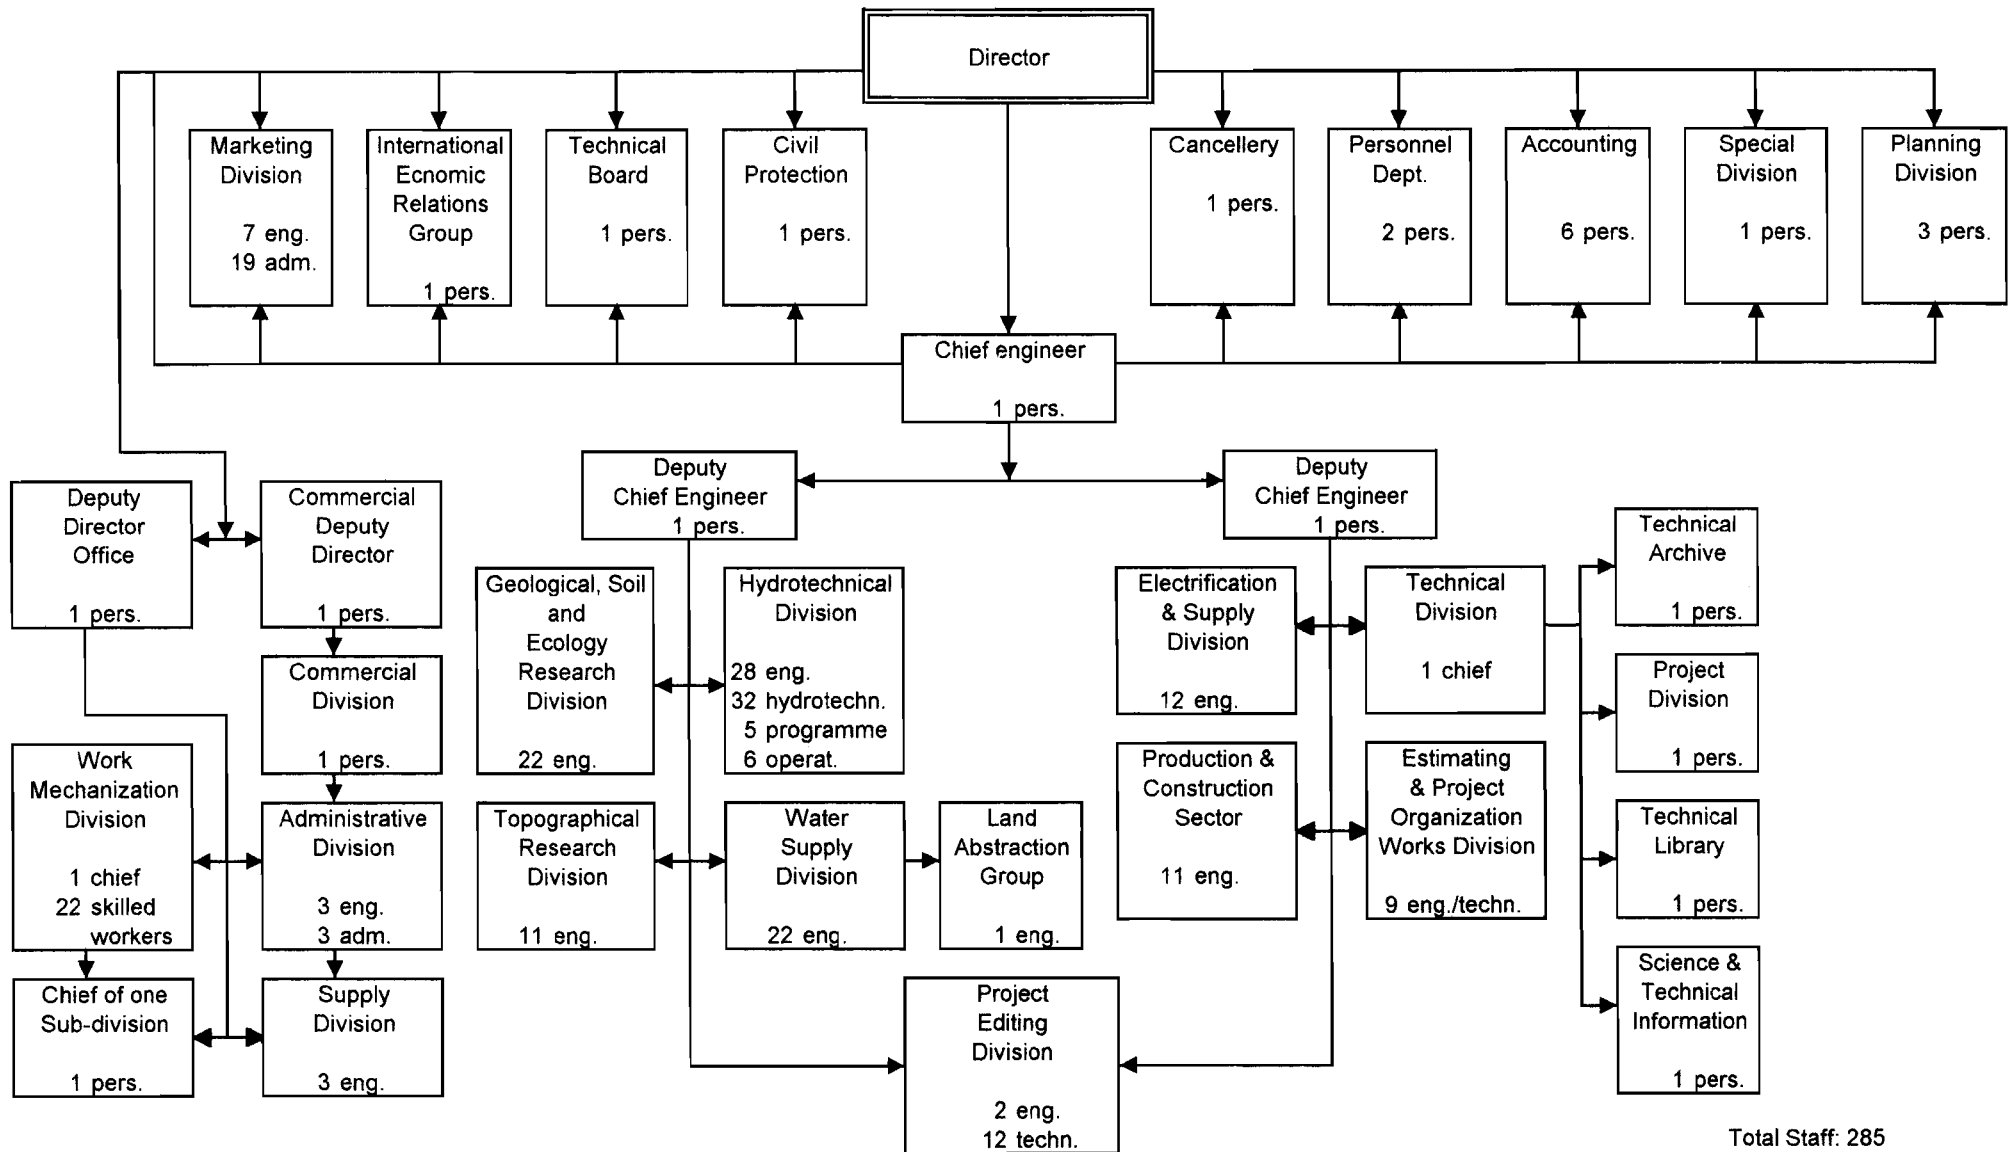 Director
Marketing
Division
7 eng.
19 adm.
International
Ecnomic
Relations
Group
1 pers.
Technical
Board
1 pers.
Civil
Protection
1 pers.
Cancellery
1 pers.
Personnel
Dept.
2 pers.
Accounting
6 pers.
Special
Division
1 pers.
Planning
Division
3 pers.
Chief engineer
1 pers.
Deputy
Director
Office
1 pers.
Commercial
Deputy
Director
1 pers.
Deputy
Chief Engineer
1 pers.
Deputy
Chief Engineer
1 pers.
Commercial
Division
1 pers.
Work
Mechanization
Division
1 chief
22 skilled
workers
Administrative
Division
3 eng.
3 adm.
Chief of one
Sub-division
1 pers.
Supply
Division
3 eng.
Geological, Soil
and
Ecology
Research
Division
22 eng.
Hydrotechnical
Division
28 eng.
32 hydrotechn.
5 programme
6 operat.
Topographical
Research
Division
11 eng.
Water
Supply
Division
22 eng.
Land
Abstraction
Group
1 eng.
Electrification
& Supply
Division
12 eng.
Technical
Division
1 chief
Production &
Construction
Sector
11 eng.
Estimating
& Project
Organization
Works Division
9 eng./techn.
Technical
Archive
1 pers.
Project
Division
1 pers.
Technical
Library
1 pers.
Science &
Technical
Information
1 pers.
Project
Editing
Division
2 eng.
12 techn.
Total Staff: 285